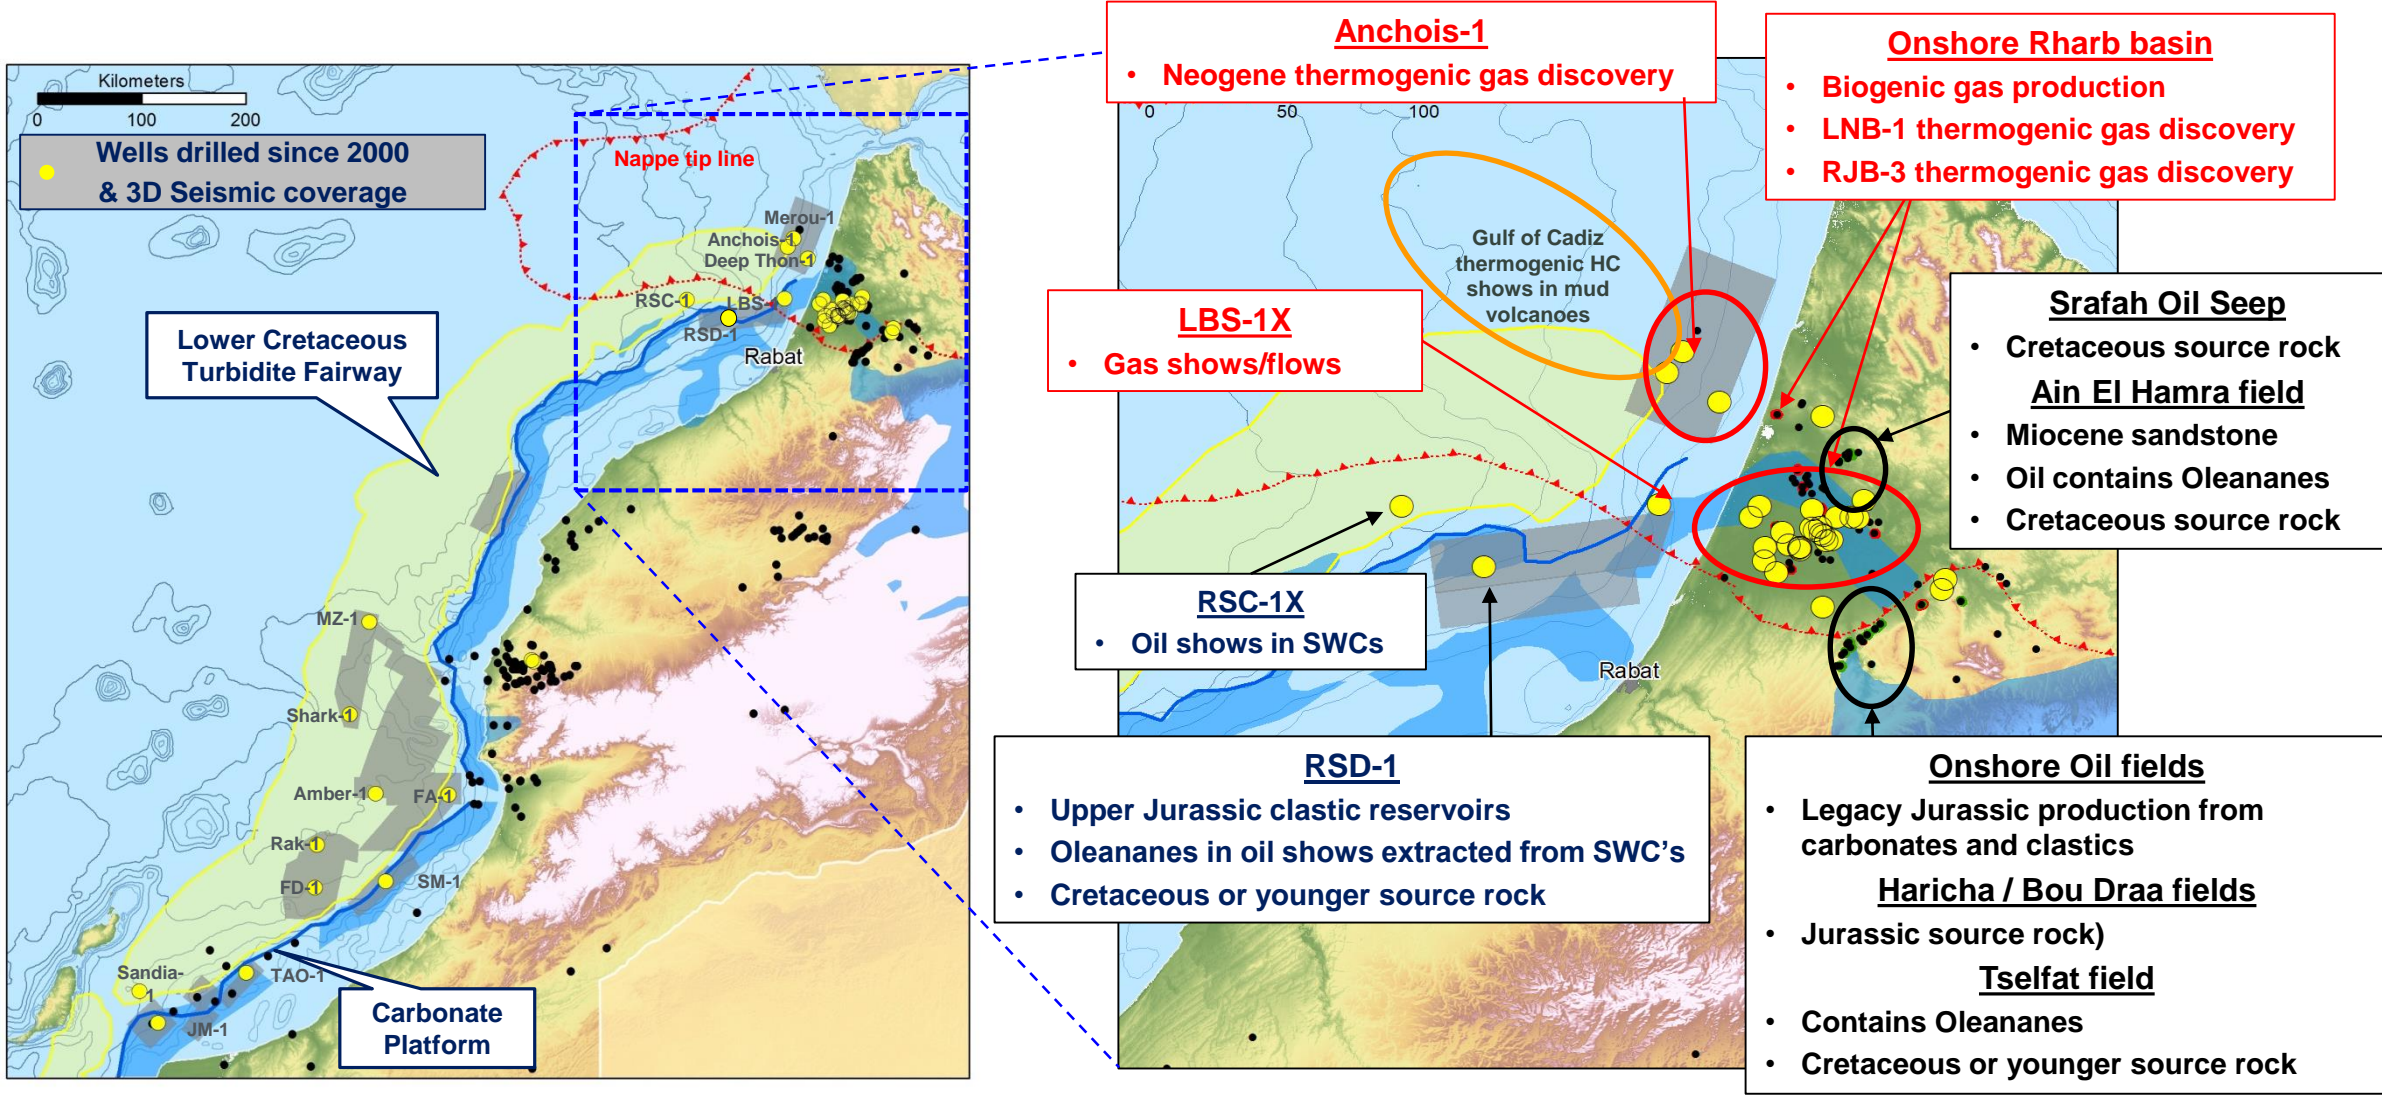 Kilometers
0 100 200
Wells drilled since 2000
& 3D Seismic coverage
Nappe tip line
Merou-1
Anchois-1
Deep Thon-1
RSC-1
LBS-
RSD-1
Rabat
Lower Cretaceous
Turbidite Fairway
MZ-1
Shark-1
Amber-1
FA-1
Rak-1
FD-1
SM-1
Sandia-
1
TAO-1
JM-1
Carbonate
Platform
Anchois-1
• Neogene thermogenic gas discovery
0 50 100
Onshore Rharb basin
• Biogenic gas production
• LNB-1 thermogenic gas discovery
• RJB-3 thermogenic gas discovery
Gulf of Cadiz
thermogenic HC
shows in mud
volcanoes
LBS-1X
• Gas shows/flows
Srafah Oil Seep
• Cretaceous source rock
Ain El Hamra field
• Miocene sandstone
• Oil contains Oleananes
• Cretaceous source rock
RSC-1X
• Oil shows in SWCs
Rabat
RSD-1
• Upper Jurassic clastic reservoirs
• Oleananes in oil shows extracted from SWC's
• Cretaceous or younger source rock
Onshore Oil fields
• Legacy Jurassic production from
carbonates and clastics
Haricha / Bou Draa fields
• Jurassic source rock)
Tselfat field
• Contains Oleananes
• Cretaceous or younger source rock